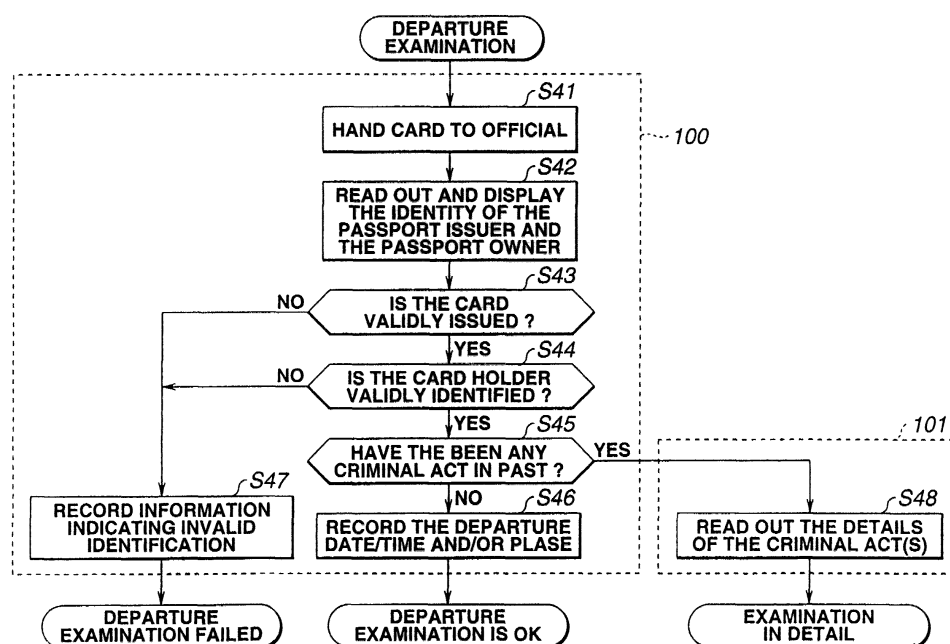 DEPARTURE
EXAMINATION
S41
HAND CARD TO OFFICIAL
100
S42
READ OUT AND DISPLAY
THE IDENTITY OF THE
PASSPORT ISSUER AND
THE PASSPORT OWNER
S43
NO
IS THE CARD
VALIDLY ISSUED ?
YES
S44
NO
IS THE CARD HOLDER
VALIDLY IDENTIFIED ?
YES
S45
HAVE THE BEEN ANY
CRIMINAL ACT IN PAST ?
YES
101
S47
RECORD INFORMATION
INDICATING INVALID
IDENTIFICATION
NO
S46
RECORD THE DEPARTURE
DATE/TIME AND/OR PLASE
S48
READ OUT THE DETAILS
OF THE CRIMINAL ACT(S)
DEPARTURE
EXAMINATION FAILED
DEPARTURE
EXAMINATION IS OK
EXAMINATION
IN DETAIL